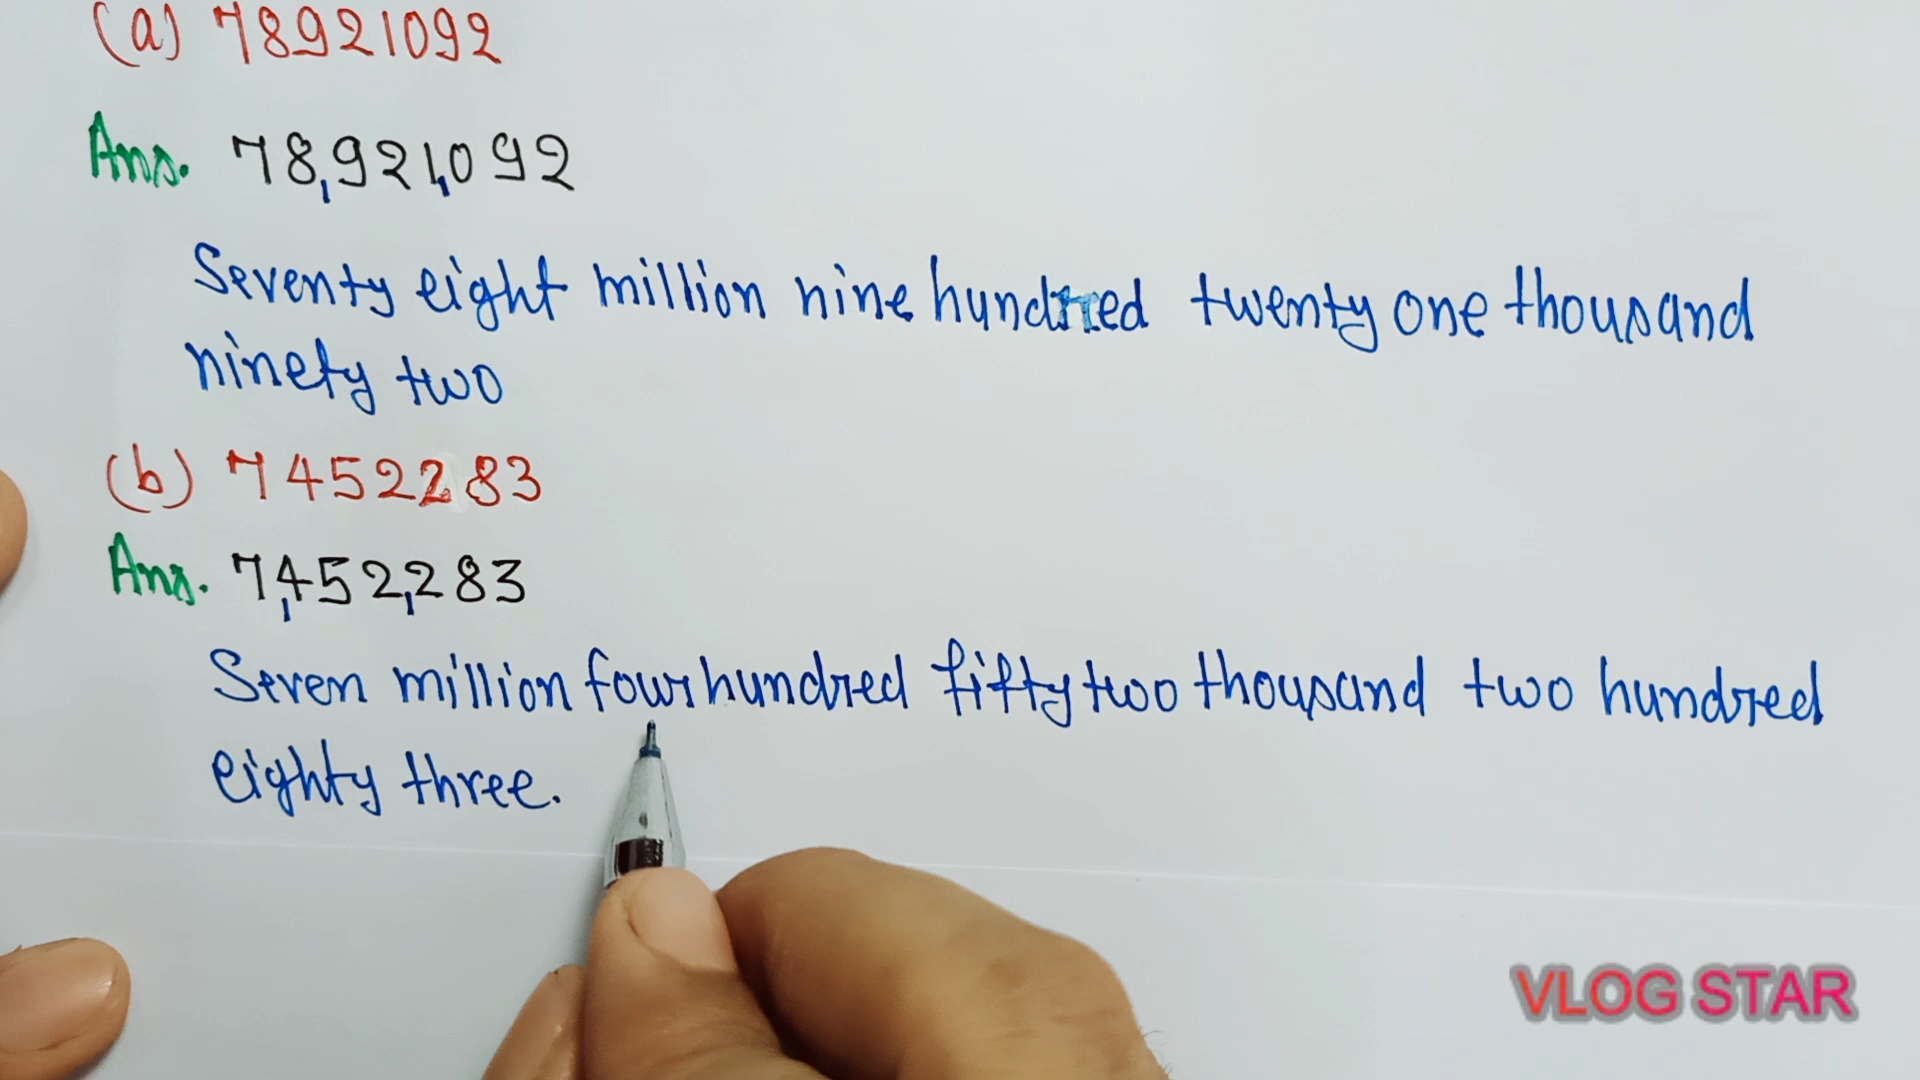 (a) 78921092
Ans. 78,921,092
Seventy eight million nine hundred twenty one thousand
ninety two
(b) 7452283
Ans. 7,452,283
Seven million four hundred fifty two thousand two hundred
eighty three.
VLOG STAR